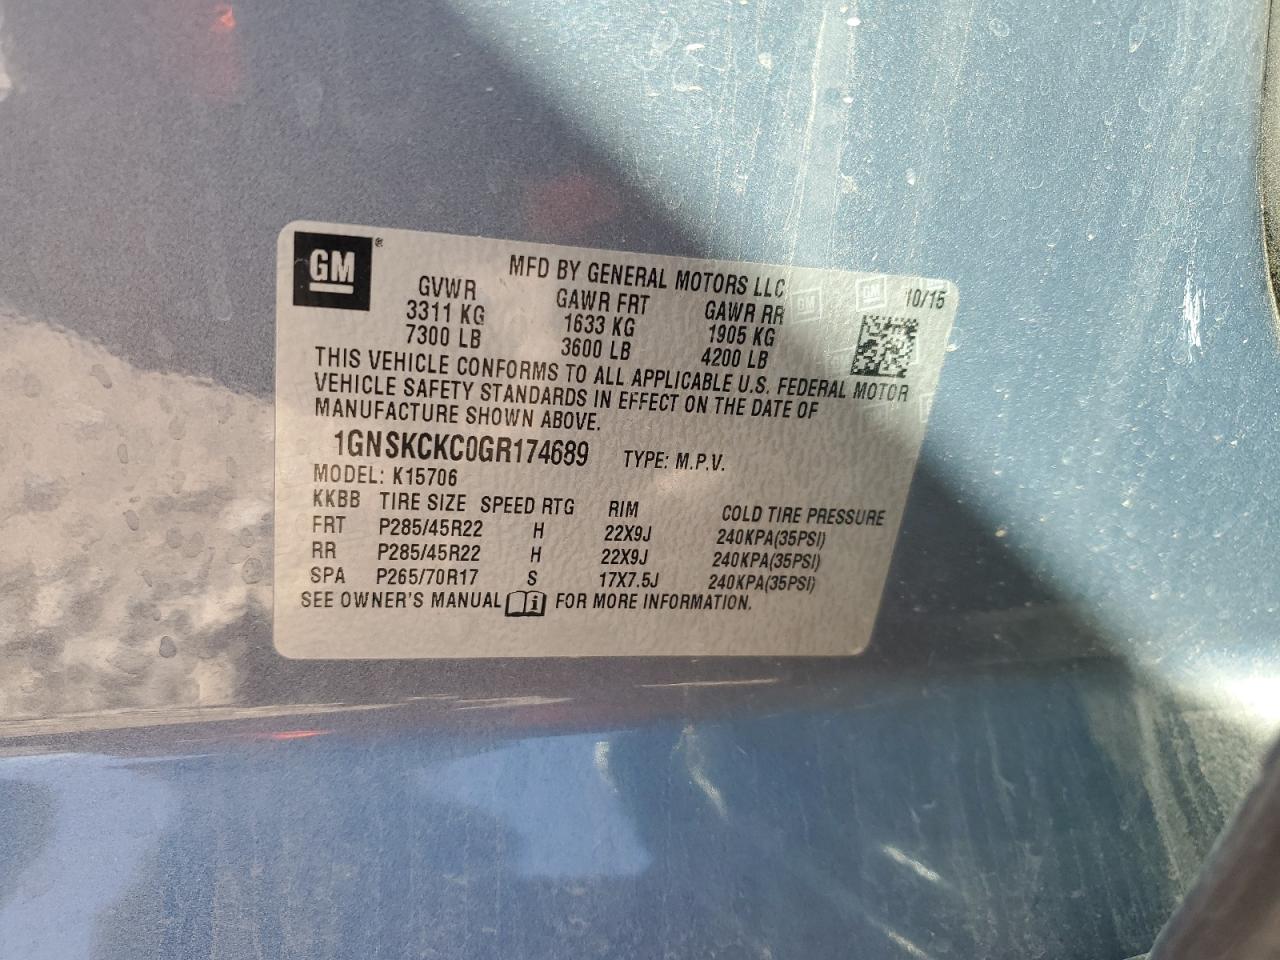 GM ®
MFD BY GENERAL MOTORS LLC
10/15
GVWR GAWR FRT GAWR RR
3311 KG 1633 KG 1905 KG
7300 LB 3600 LB 4200 LB
THIS VEHICLE CONFORMS TO ALL APPLICABLE U.S. FEDERAL MOTOR
VEHICLE SAFETY STANDARDS IN EFFECT ON THE DATE OF
MANUFACTURE SHOWN ABOVE.
1GNSKCKC0GR174689 TYPE: M.P.V.
MODEL: K15706
KKBB TIRE SIZE SPEED RTG RIM COLD TIRE PRESSURE
FRT P285/45R22 H 22X9J 240KPA(35PSI)
RR P285/45R22 H 22X9J 240KPA(35PSI)
SPA P265/70R17 S 17X7.5J 240KPA(35PSI)
SEE OWNER'S MANUAL FOR MORE INFORMATION.